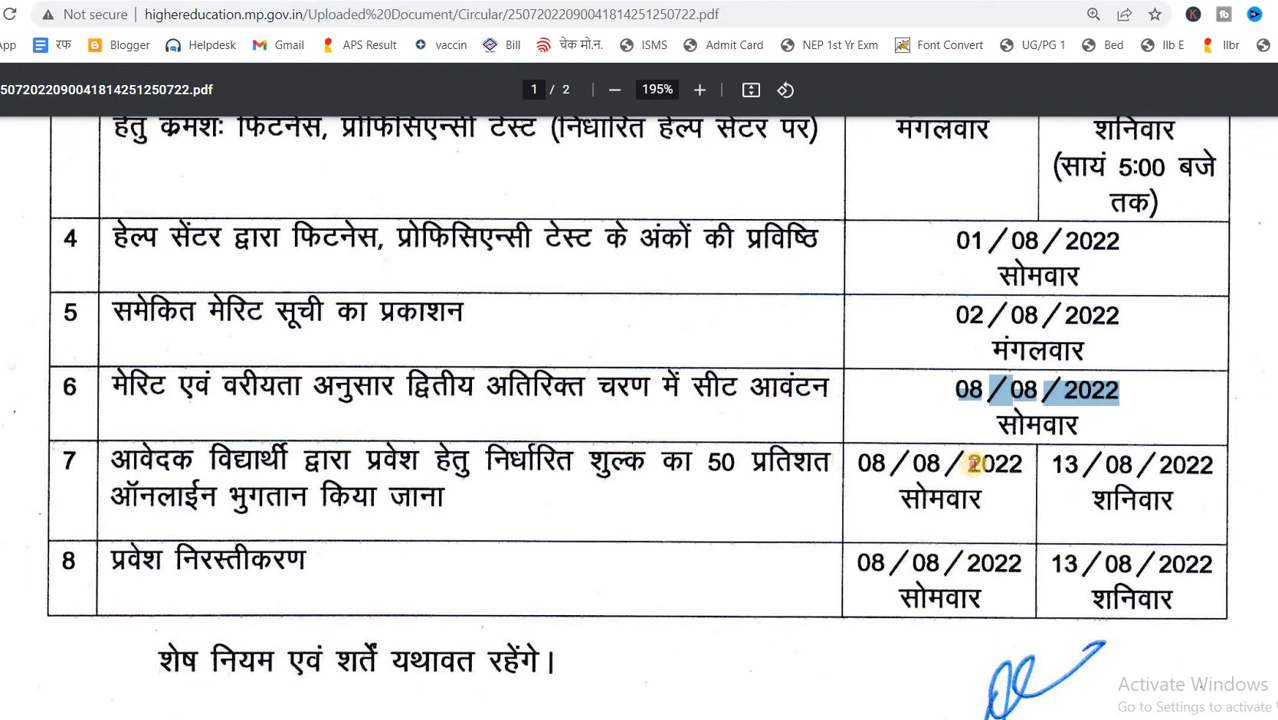 Not secure | highereducation.mp.gov.in/Uploaded%20Document/Circular/250720220900418​14251250722.pdf
App रफ Blogger Helpdesk Gmail APS Result vaccin Bill चेक मो.न. ISMS Admit Card NEP 1st Yr Exm Font Convert UG/PG 1 Bed IIb E IIbr
25072022090041814251250722.pdf 1 / 2 195%
हेतु क्रमशः फिटनेस, प्रोफिसिएन्सी टेस्ट (निर्धारित हेल्प सेंटर पर) मंगलवार शनिवार
(सायं 5:00 बजे
तक)
4 हेल्प सेंटर द्वारा फिटनेस, प्रोफिसिएन्सी टेस्ट के अंकों की प्रविष्ठि 01/08/2022
सोमवार
5 समेकित मेरिट सूची का प्रकाशन 02/08/2022
मंगलवार
6 मेरिट एवं वरीयता अनुसार द्वितीय अतिरिक्त चरण में सीट आवंटन 08/08/2022
सोमवार
7 आवेदक विद्यार्थी द्वारा प्रवेश हेतु निर्धारित शुल्क का 50 प्रतिशत 08/08/2022 13/08/2022
ऑनलाईन भुगतान किया जाना सोमवार शनिवार
8 प्रवेश निरस्तीकरण 08/08/2022 13/08/2022
सोमवार शनिवार
शेष नियम एवं शर्तें यथावत रहेंगे।
Activate Windows
Go to Settings to activate